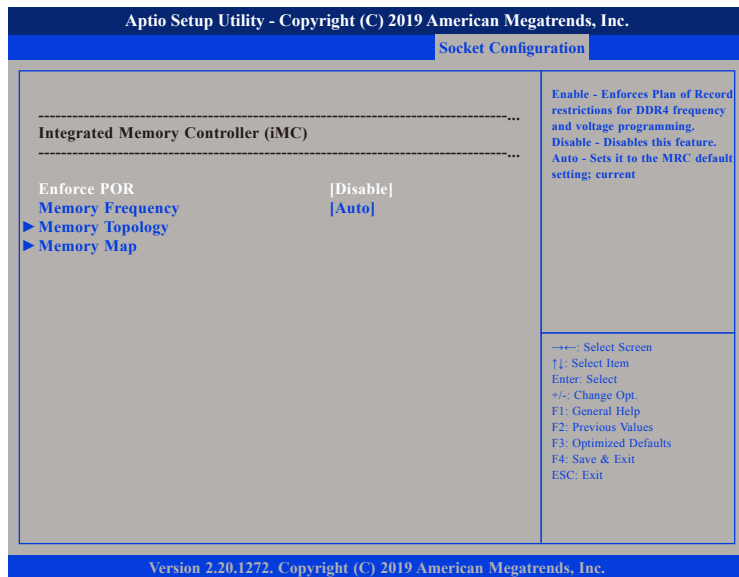 Aptio Setup Utility - Copyright (C) 2019 American Megatrends, Inc.
Socket Configuration
------------------------------------------------------------------------------------------...
Integrated Memory Controller (iMC)
------------------------------------------------------------------------------------------...
Enforce POR [Disable]
Memory Frequency [Auto]
►Memory Topology
►Memory Map
Enable - Enforces Plan of Record
restrictions for DDR4 frequency
and voltage programming.
Disable - Disables this feature.
Auto - Sets it to the MRC default
setting; current
→←: Select Screen
↑↓: Select Item
Enter: Select
+/-: Change Opt.
F1: General Help
F2: Previous Values
F3: Optimized Defaults
F4: Save & Exit
ESC: Exit
Version 2.20.1272. Copyright (C) 2019 American Megatrends, Inc.